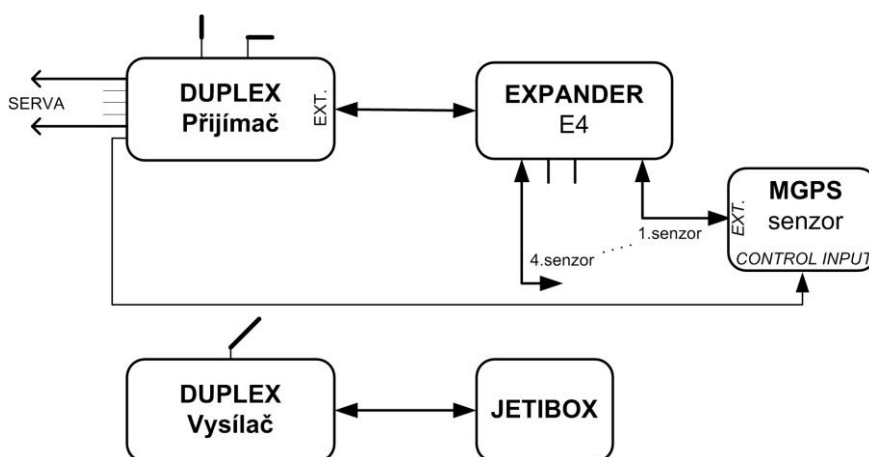 SERVA
DUPLEX
Přijímač
EXT.
EXPANDER
E4
MGPS
senzor
EXT.
CONTROL INPUT
1.senzor
4.senzor
DUPLEX
Vysílač
JETIBOX